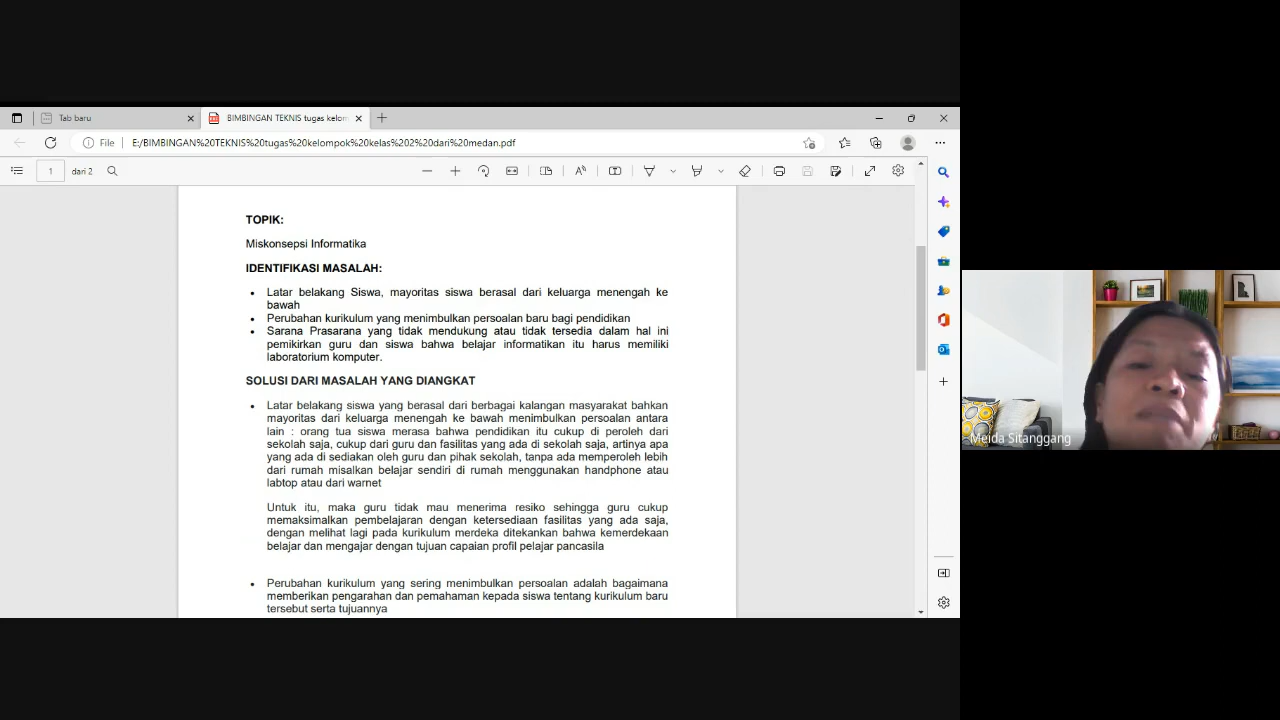 Tab baru
BIMBINGAN TEKNIS tugas kelom
File
E:/BIMBINGAN%20TEKNIS%20tugas%20kelompok%20kelas%202%20dari%20medan.pdf
1
dari 2
TOPIK:
Miskonsepsi Informatika
IDENTIFIKASI MASALAH:
• Latar belakang Siswa, mayoritas siswa berasal dari keluarga menengah ke
bawah
• Perubahan kurikulum yang menimbulkan persoalan baru bagi pendidikan
• Sarana Prasarana yang tidak mendukung atau tidak tersedia dalam hal ini
pemikirkan guru dan siswa bahwa belajar informatikan itu harus memiliki
laboratorium komputer.
SOLUSI DARI MASALAH YANG DIANGKAT
• Latar belakang siswa yang berasal dari berbagai kalangan masyarakat bahkan
mayoritas dari keluarga menengah ke bawah menimbulkan persoalan antara
lain : orang tua siswa merasa bahwa pendidikan itu cukup di peroleh dari
sekolah saja, cukup dari guru dan fasilitas yang ada di sekolah saja, artinya apa
yang ada di sediakan oleh guru dan pihak sekolah, tanpa ada memperoleh lebih
dari rumah misalkan belajar sendiri di rumah menggunakan handphone atau
labtop atau dari warnet
Untuk itu, maka guru tidak mau menerima resiko sehingga guru cukup
memaksimalkan pembelajaran dengan ketersediaan fasilitas yang ada saja,
dengan melihat lagi pada kurikulum merdeka ditekankan bahwa kemerdekaan
belajar dan mengajar dengan tujuan capaian profil pelajar pancasila
• Perubahan kurikulum yang sering menimbulkan persoalan adalah bagaimana
memberikan pengarahan dan pemahaman kepada siswa tentang kurikulum baru
tersebut serta tujuannya
Meida Sitanggang